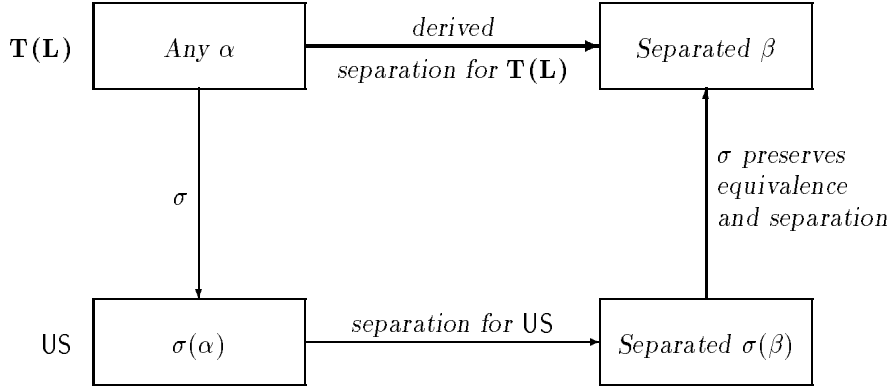 T(L)
Any α
derived
separation for T(L)
Separated β
σ
σ preserves
equivalence
and separation
US
σ(α)
separation for US
Separated σ(β)